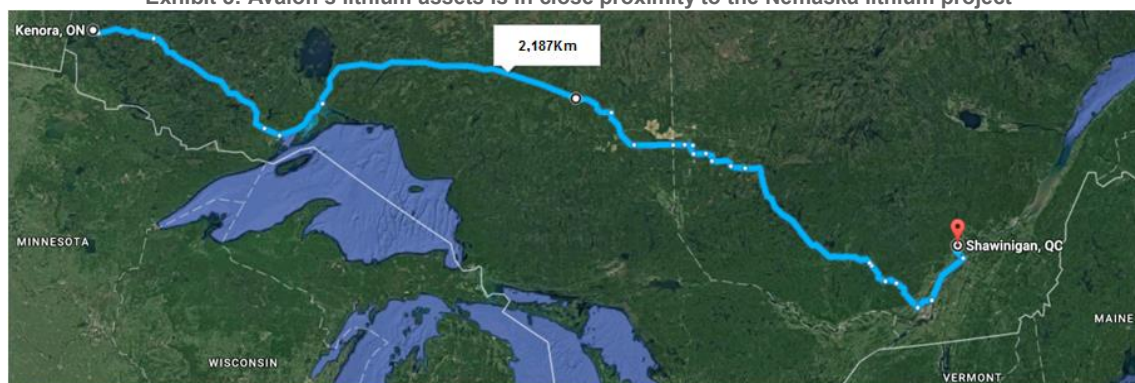 Exhibit Avalon's lithium assets is in close proximity to the Nemaska lithium project
Kenora, ON
2,187Km
MINNESOTA
Shawinigan, QC
MAINE
WISCONSIN
VERMONT